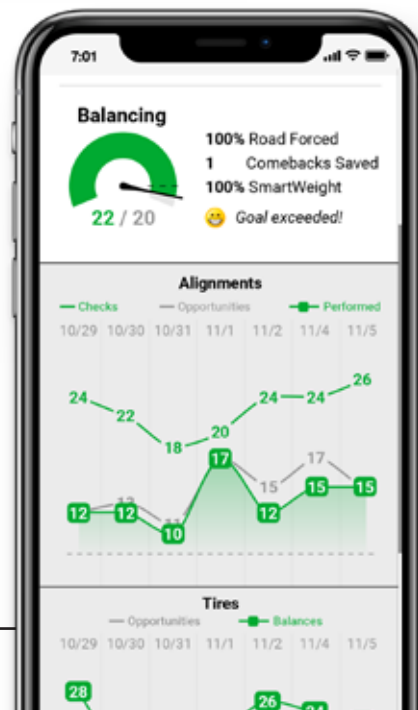 7:01
Balancing
100% Road Forced
1 Comebacks Saved
100% SmartWeight
22 / 20
Goal exceeded!
Alignments
Checks Opportunities Performed
10/29 10/30 10/31 11/1 11/2 11/4 11/5
24 22 18 20 24 24 26
17 15 17
12 12 10 12 15 15
Tires
Opportunities Balances
10/29 10/30 10/31 11/1 11/2 11/4 11/5
28 26